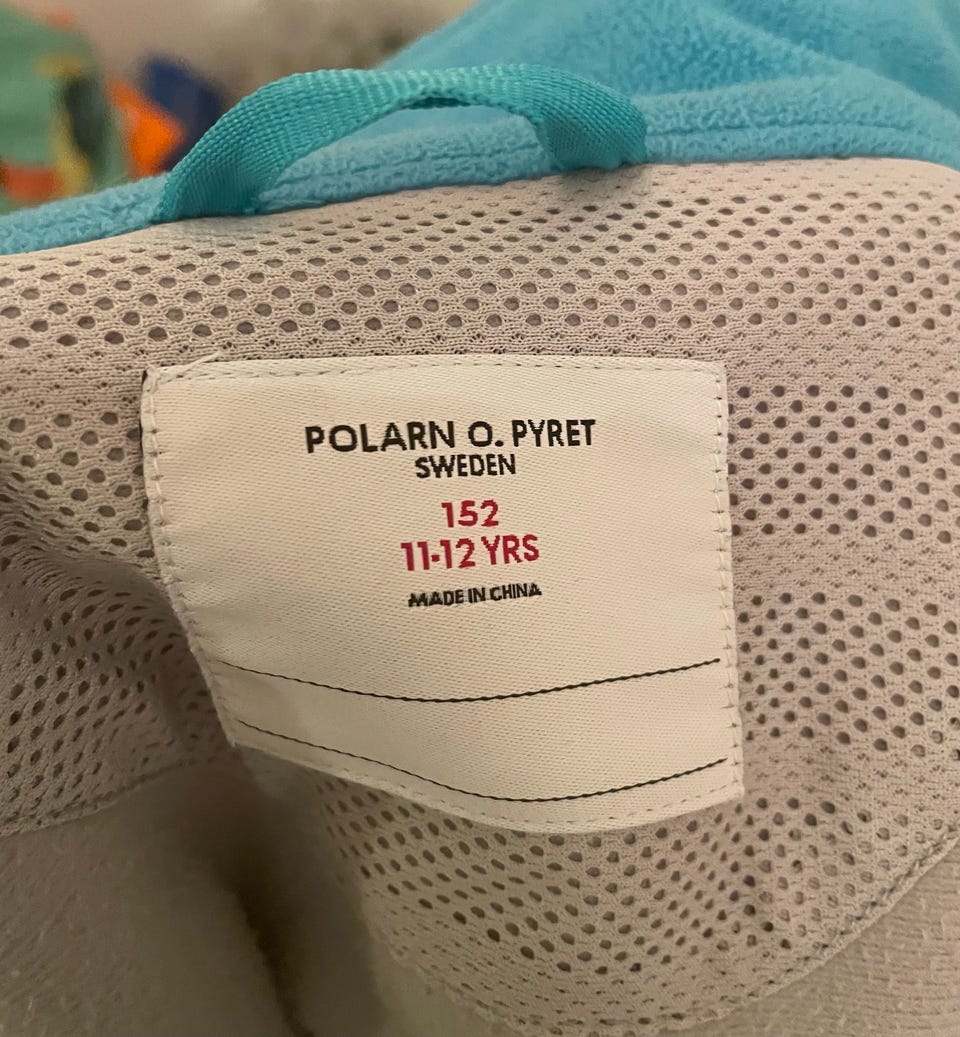 POLARN O. PYRET
SWEDEN
152
11-12 YRS
MADE IN CHINA